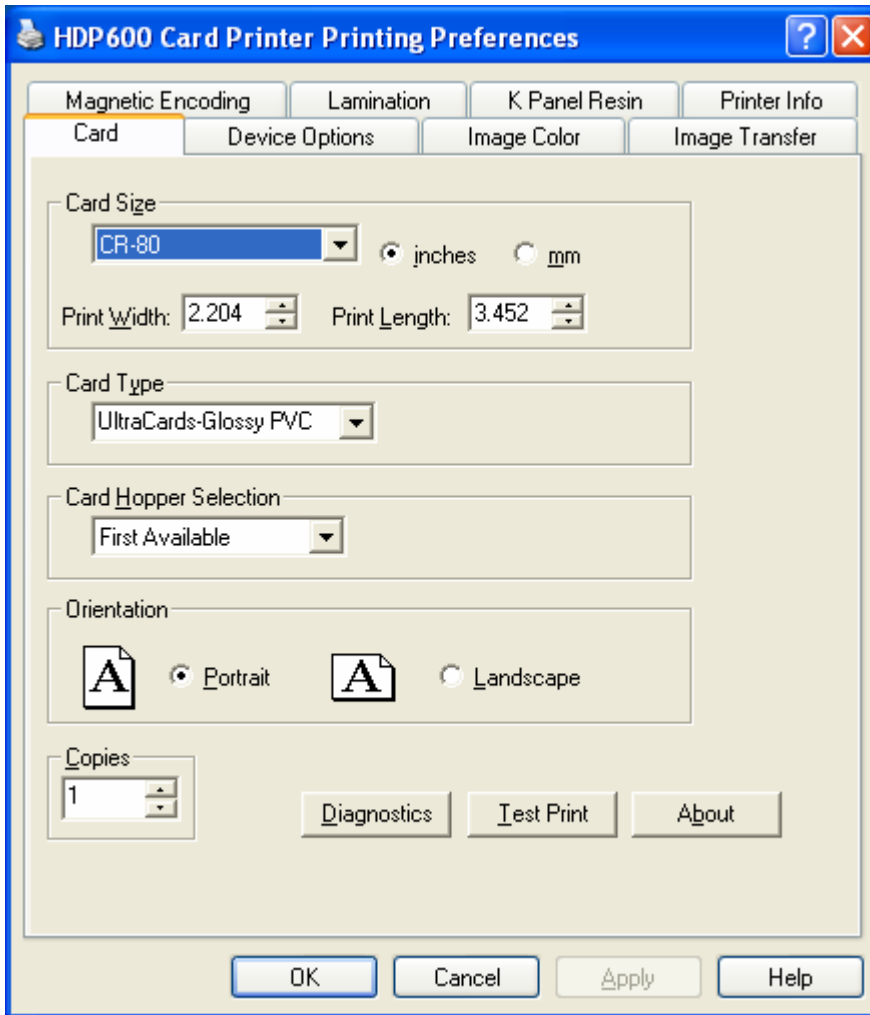 HDP600 Card Printer Printing Preferences
Magnetic Encoding Lamination K Panel Resin Printer Info
Card Device Options Image Color Image Transfer
Card Size
CR-80 inches mm
Print Width: 2.204 Print Length: 3.452
Card Type
UltraCards-Glossy PVC
Card Hopper Selection
First Available
Orientation
A Portrait A Landscape
Copies
1
Diagnostics Test Print About
OK Cancel Apply Help